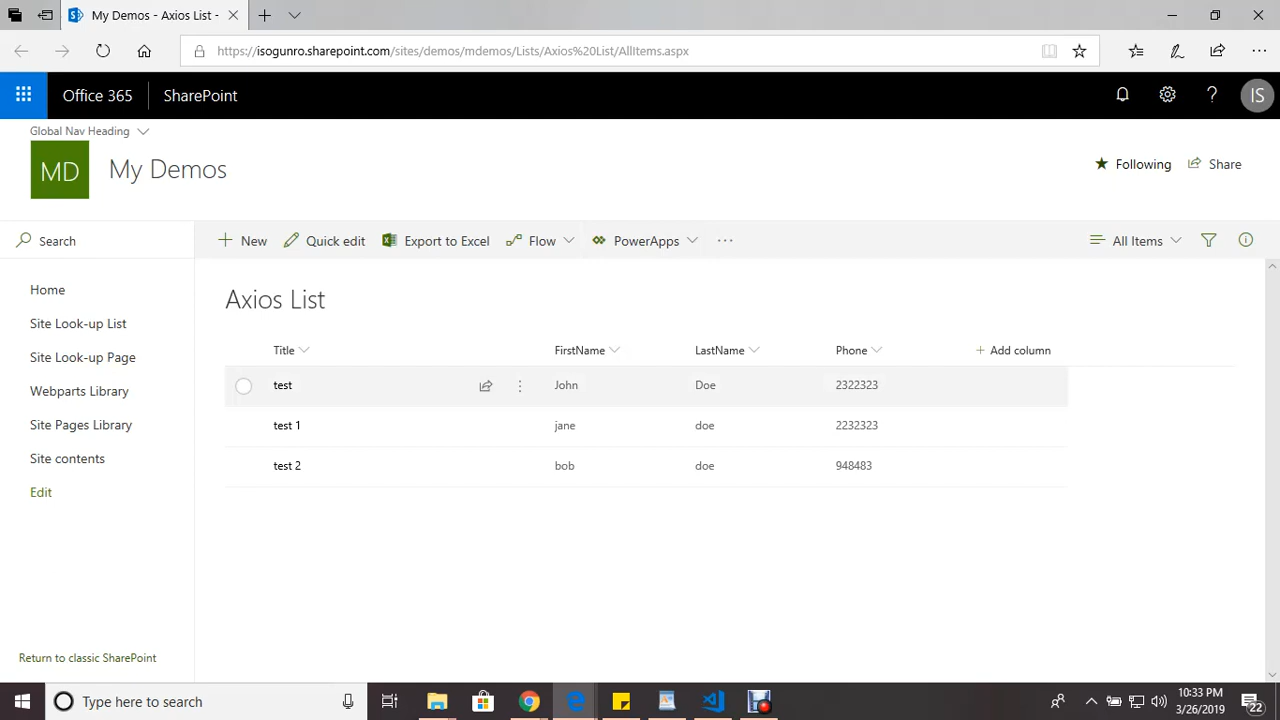 My Demos - Axios List -
https://isogunro.sharepoint.com/sites/demos/mdemos/Lists/Axios%20List/AllItems.aspx
Office 365 SharePoint IS
Global Nav Heading
MD My Demos Following Share
Search New Quick edit Export to Excel Flow PowerApps All Items
Home
Site Look-up List
Site Look-up Page
Webparts Library
Site Pages Library
Site contents
Edit
Return to classic SharePoint
Axios List
Title FirstName LastName Phone Add column
test John Doe 2322323
test 1 jane doe 2232323
test 2 bob doe 948483
Type here to search
10:33 PM
3/26/2019
22